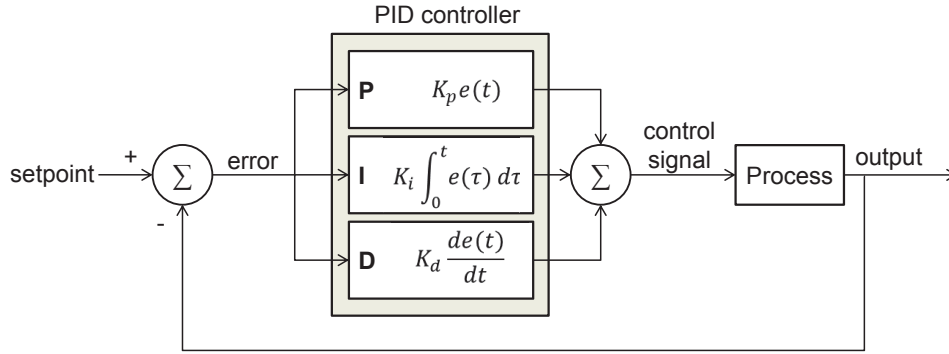 PID controller
P K_p e(t)
setpoint
+
-
Σ
error
I K_i ∫_0^t e(τ) dτ
Σ
control
signal
Process
output
D K_d de(t)/dt